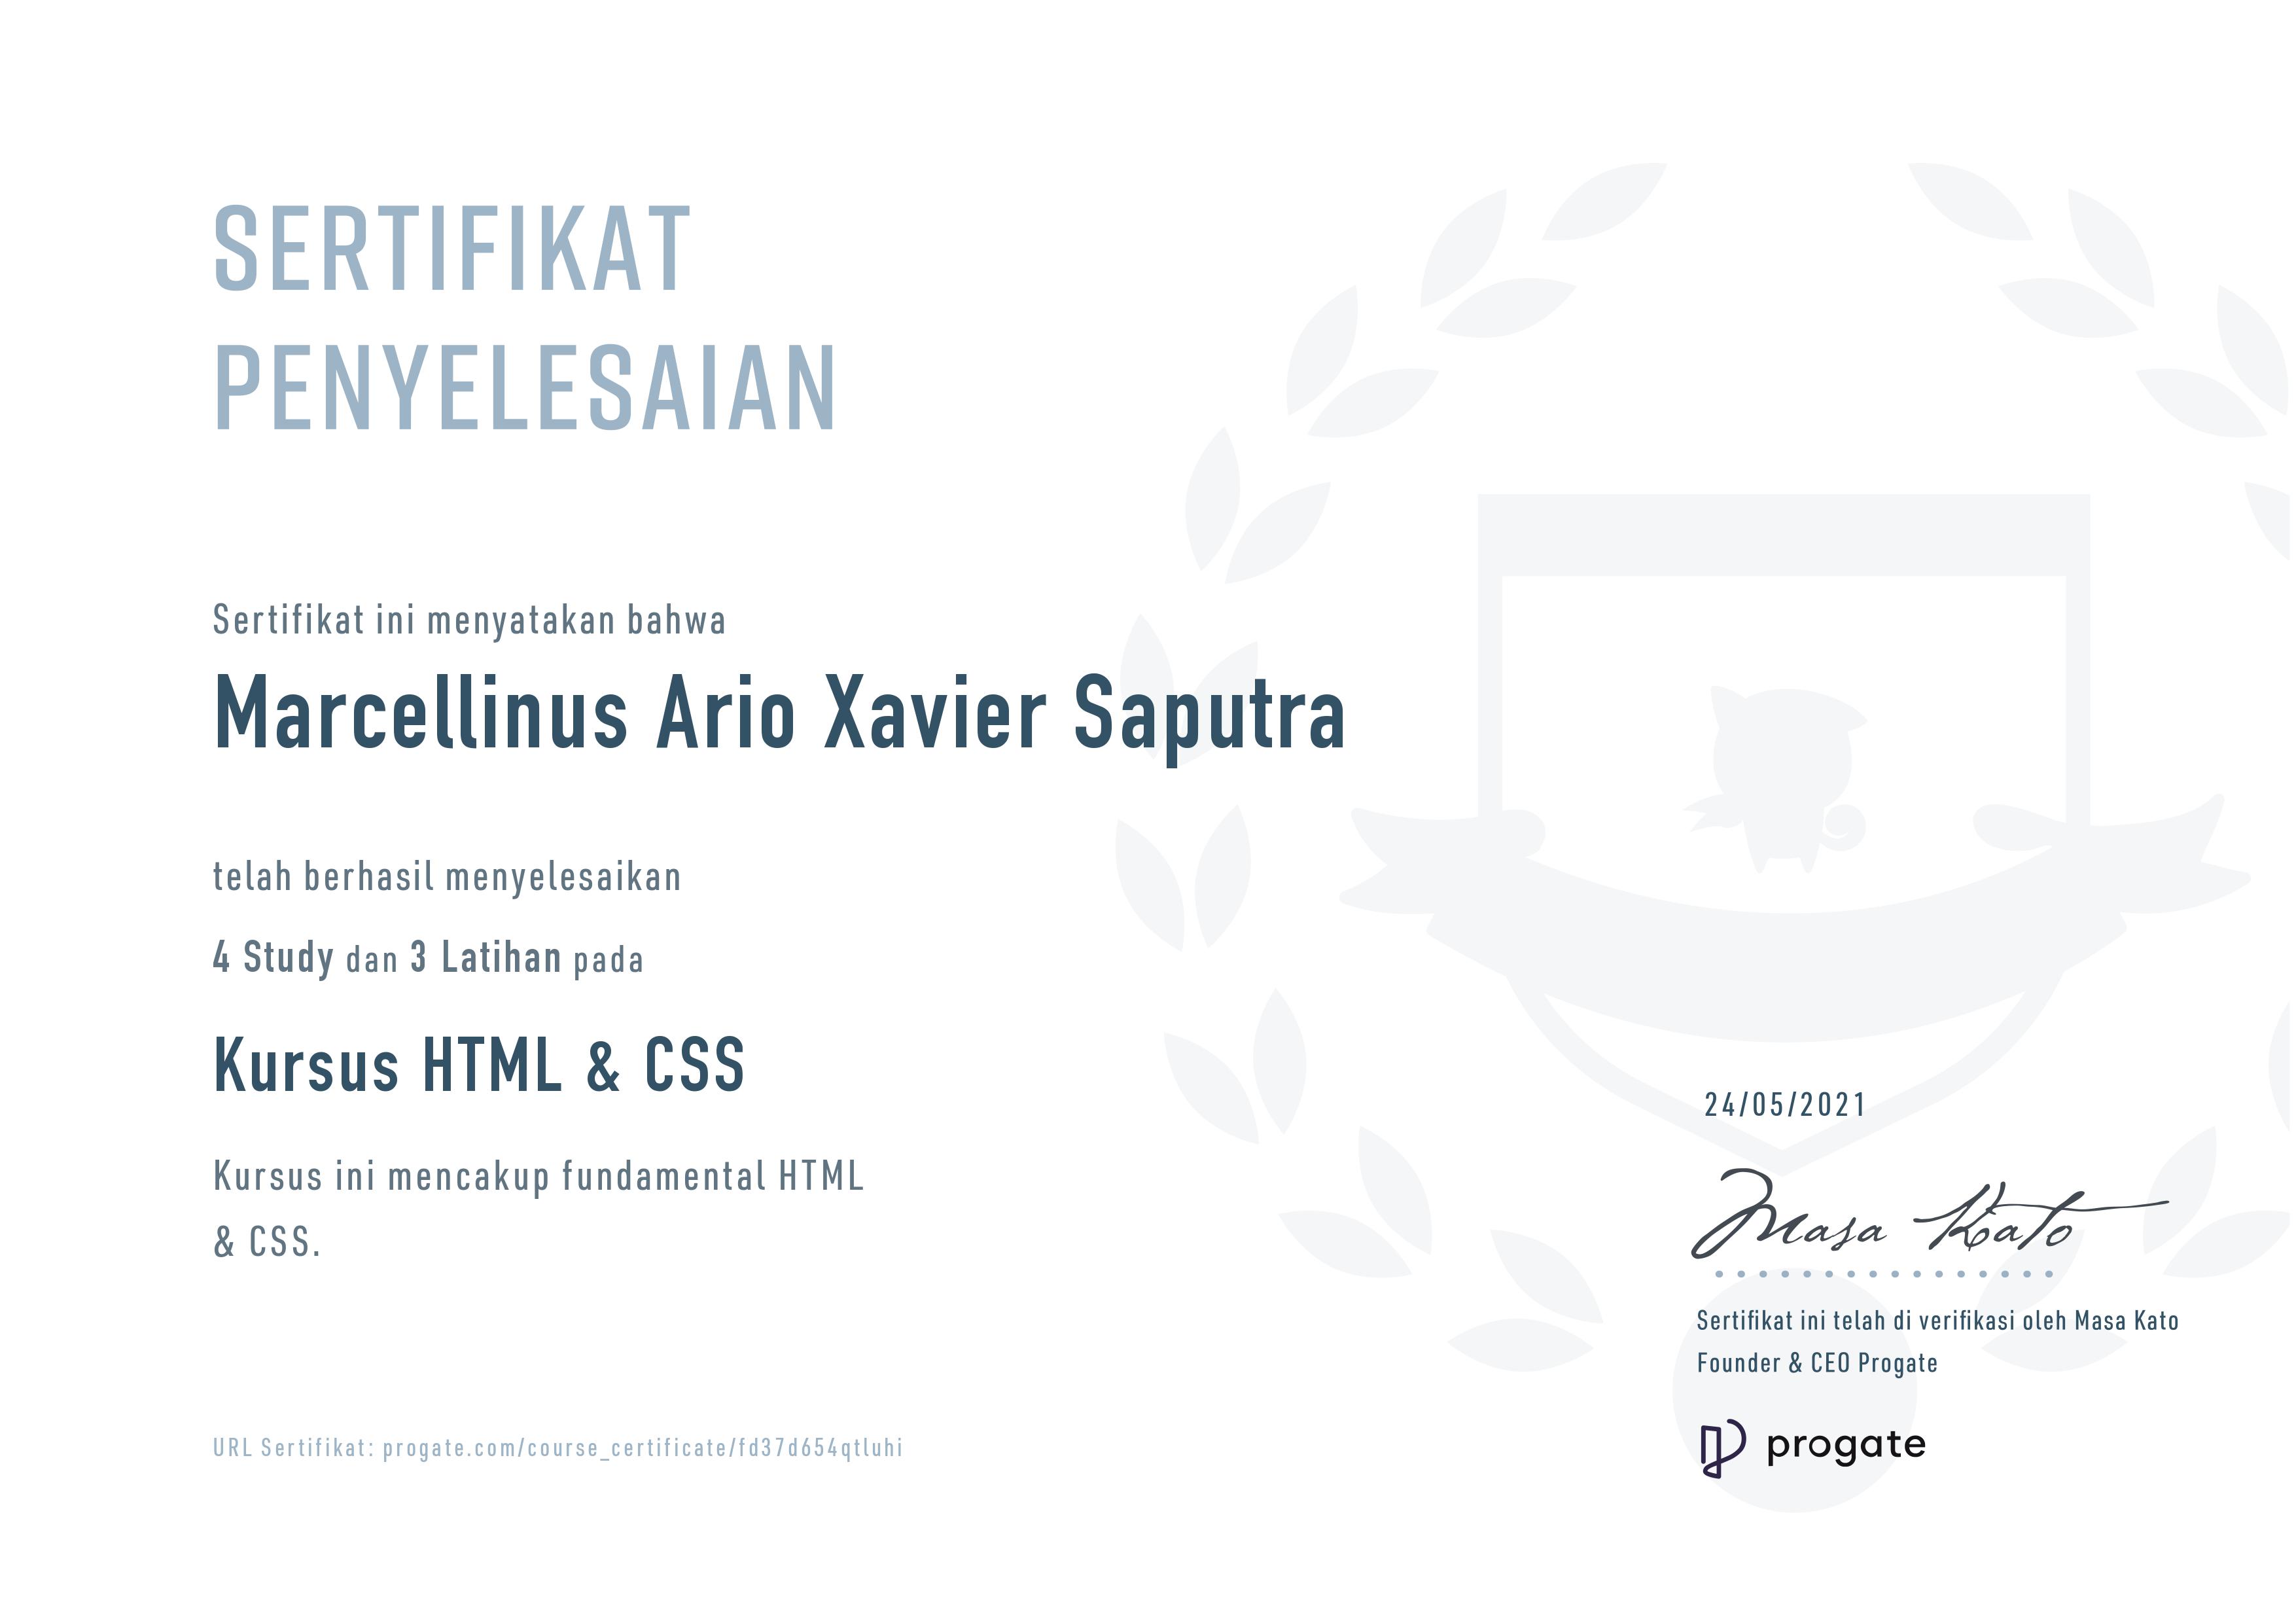 SERTIFIKAT
PENYELESAIAN
Sertifikat ini menyatakan bahwa
Marcellinus Ario Xavier Saputra
telah berhasil menyelesaikan
4 Study dan 3 Latihan pada
Kursus HTML & CSS
Kursus ini mencakup fundamental HTML
& CSS.
URL Sertifikat: progate.com/course_certificate/fd37d654qtluhi
24/05/2021
Masa Kato
Sertifikat ini telah di verifikasi oleh Masa Kato
Founder & CEO Progate
progate